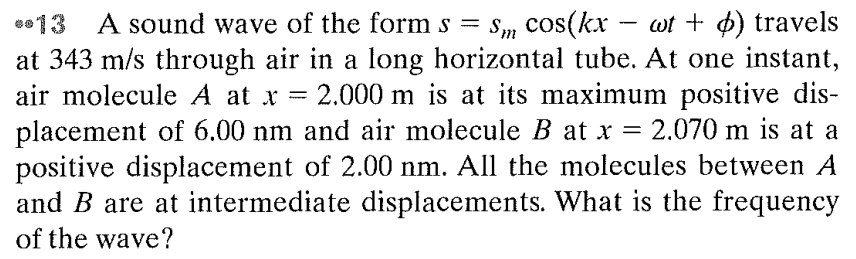 ••13 A sound wave of the form s = sₘ cos(kx − ωt + ϕ) travels
at 343 m/s through air in a long horizontal tube. At one instant,
air molecule A at x = 2.000 m is at its maximum positive dis-
placement of 6.00 nm and air molecule B at x = 2.070 m is at a
positive displacement of 2.00 nm. All the molecules between A
and B are at intermediate displacements. What is the frequency
of the wave?